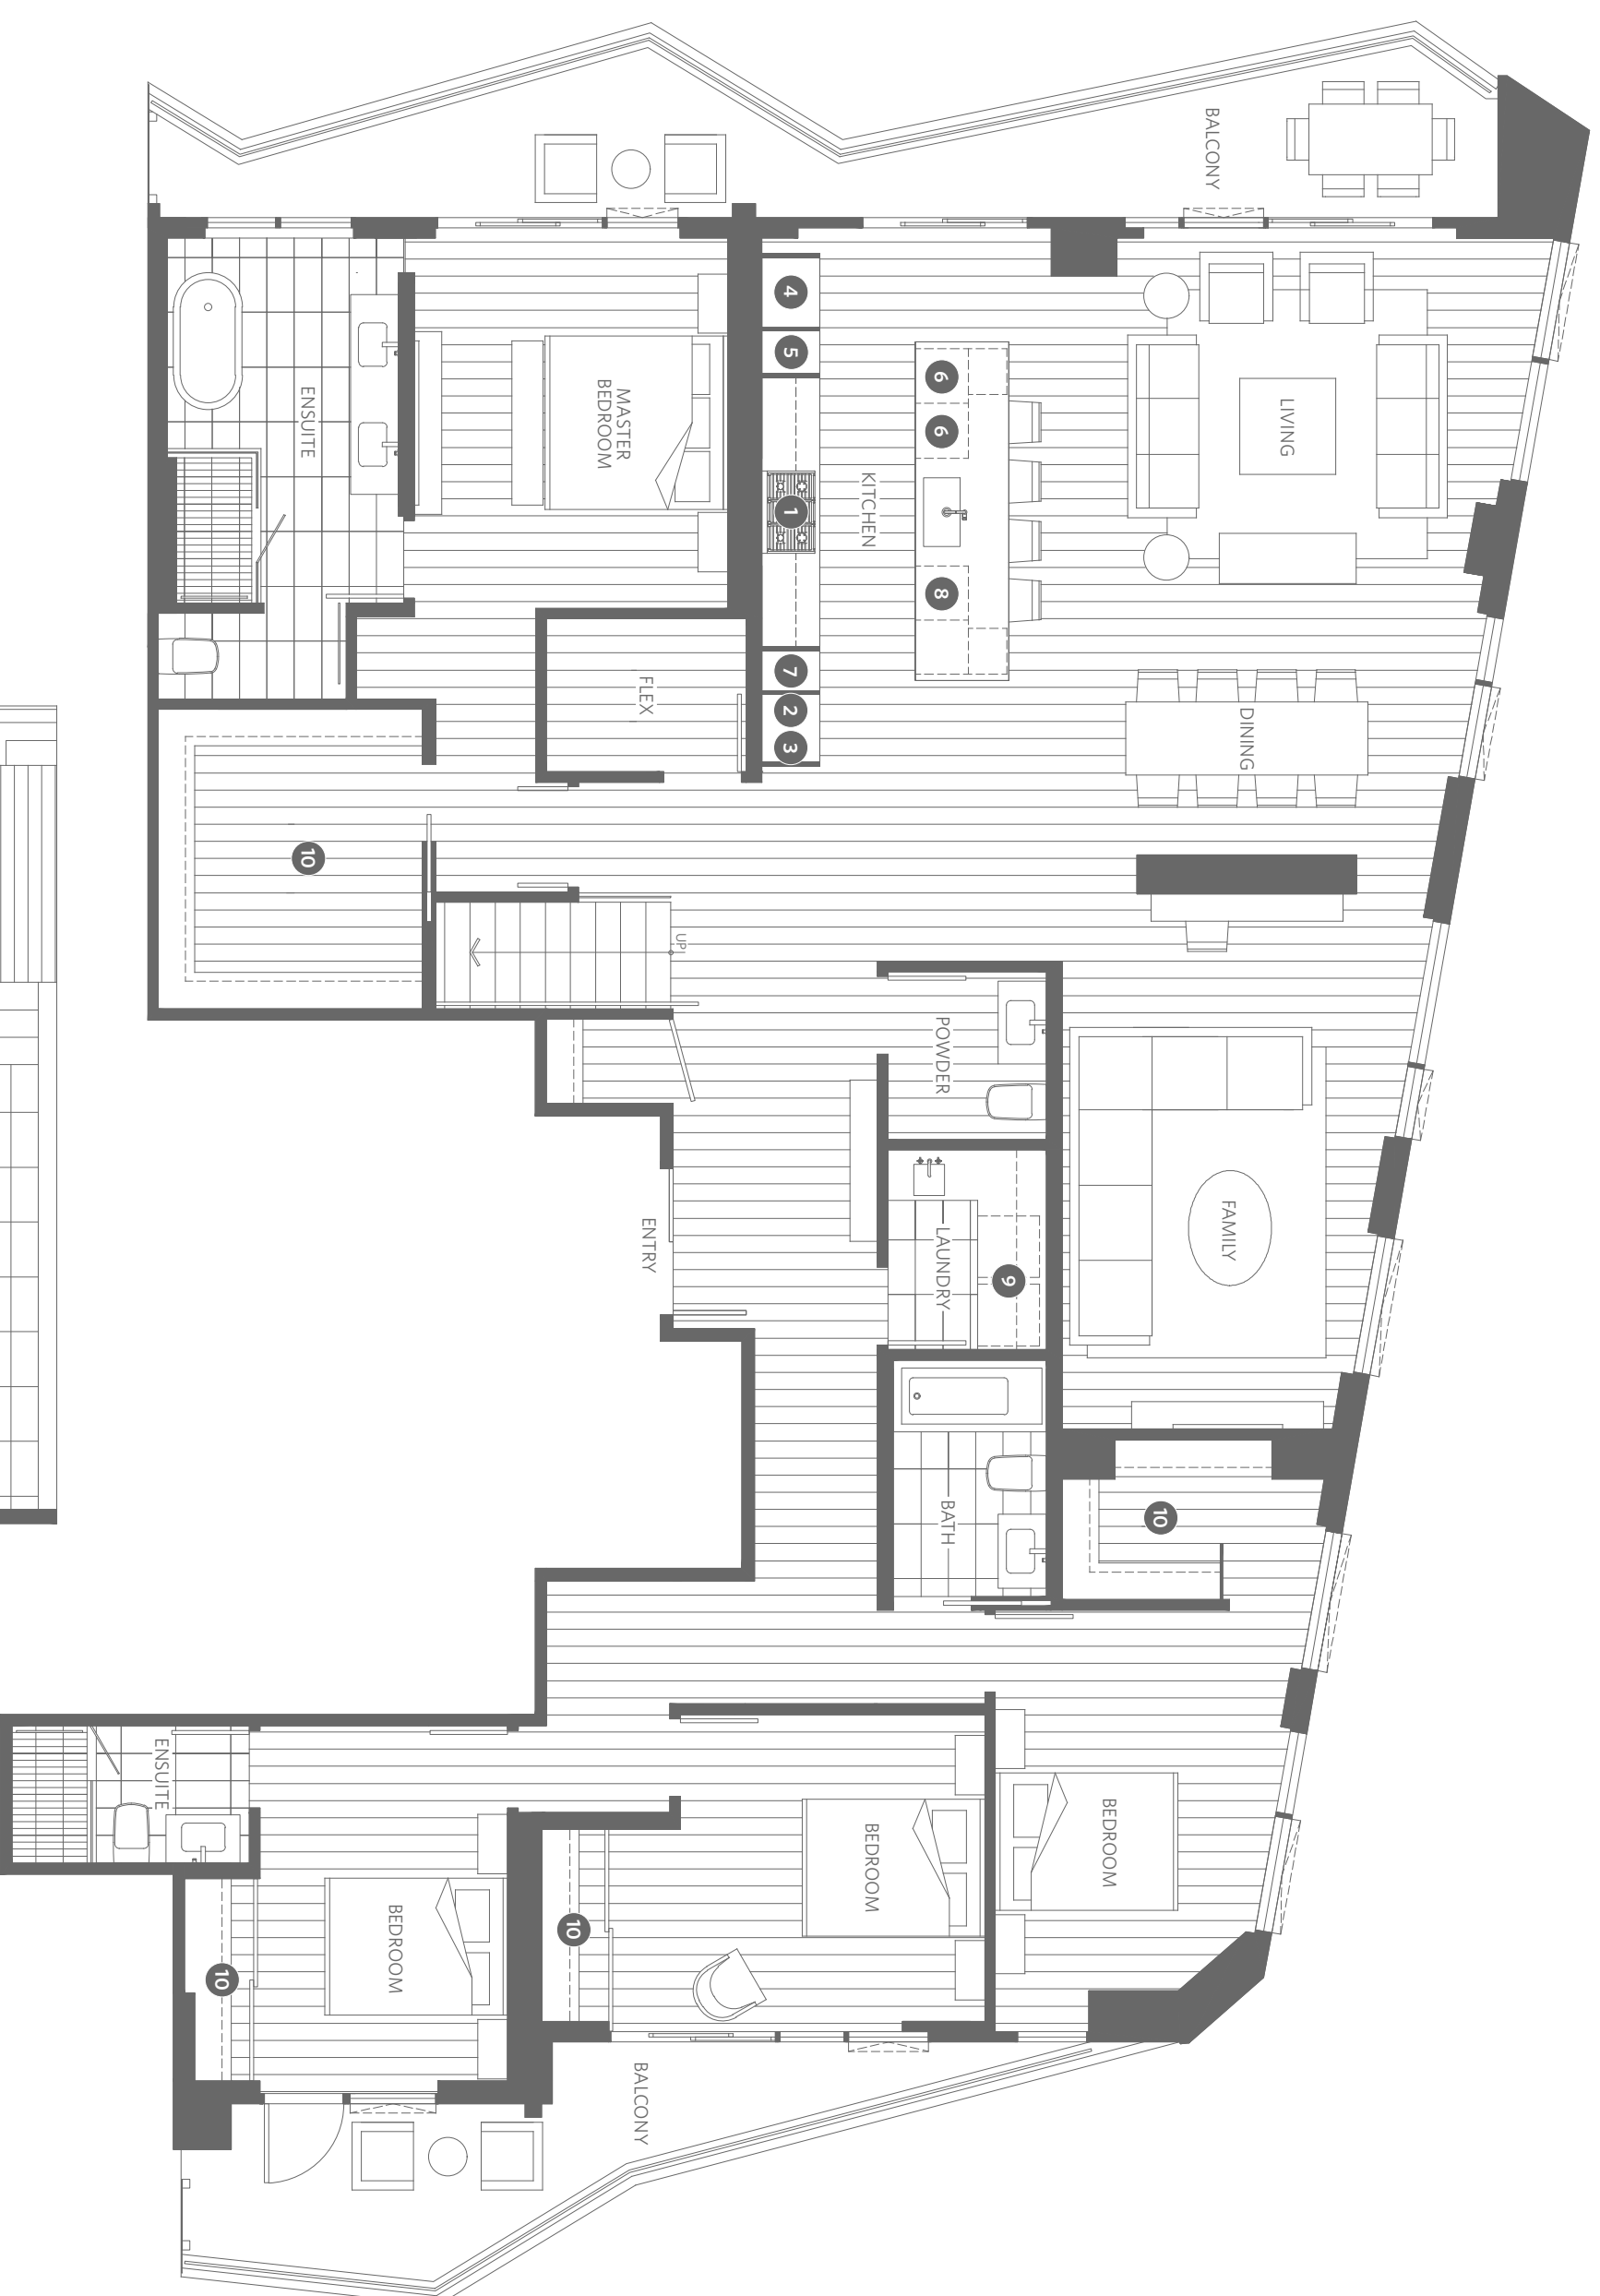 BALCONY
LIVING
DINING
FAMILY
KITCHEN
MASTER
BEDROOM
ENSUITE
FLEX
4
5
6
6
1
8
7
2
3
10
UP
POWDER
LAUNDRY
9
ENTRY
BATH
10
BEDROOM
BEDROOM
BEDROOM
ENSUITE
10
10
BALCONY